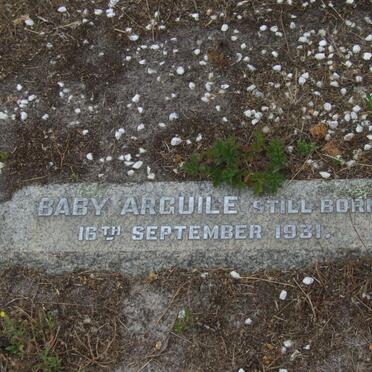 BABY ARGUILE STILL BORN
16TH SEPTEMBER 1931.